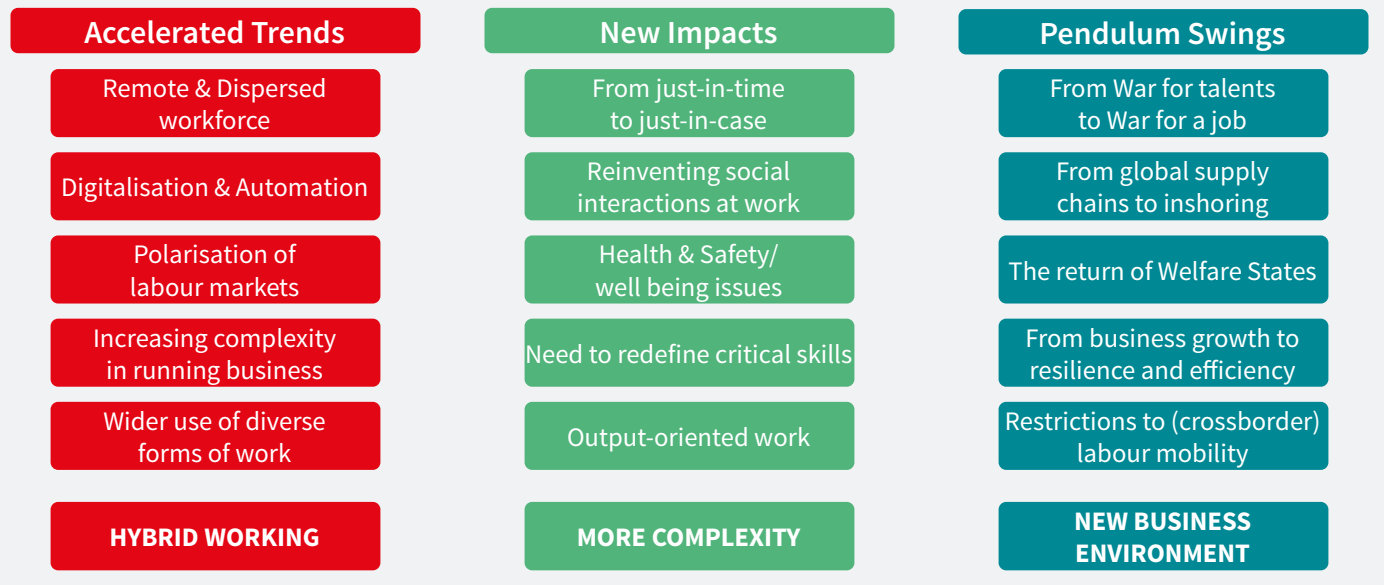 Accelerated Trends
Remote & Dispersed
workforce
Digitalisation & Automation
Polarisation of
labour markets
Increasing complexity
in running business
Wider use of diverse
forms of work
HYBRID WORKING
New Impacts
From just-in-time
to just-in-case
Reinventing social
interactions at work
Health & Safety/
well being issues
Need to redefine critical skills
Output-oriented work
MORE COMPLEXITY
Pendulum Swings
From War for talents
to War for a job
From global supply
chains to inshoring
The return of Welfare States
From business growth to
resilience and efficiency
Restrictions to (crossborder)
labour mobility
NEW BUSINESS
ENVIRONMENT